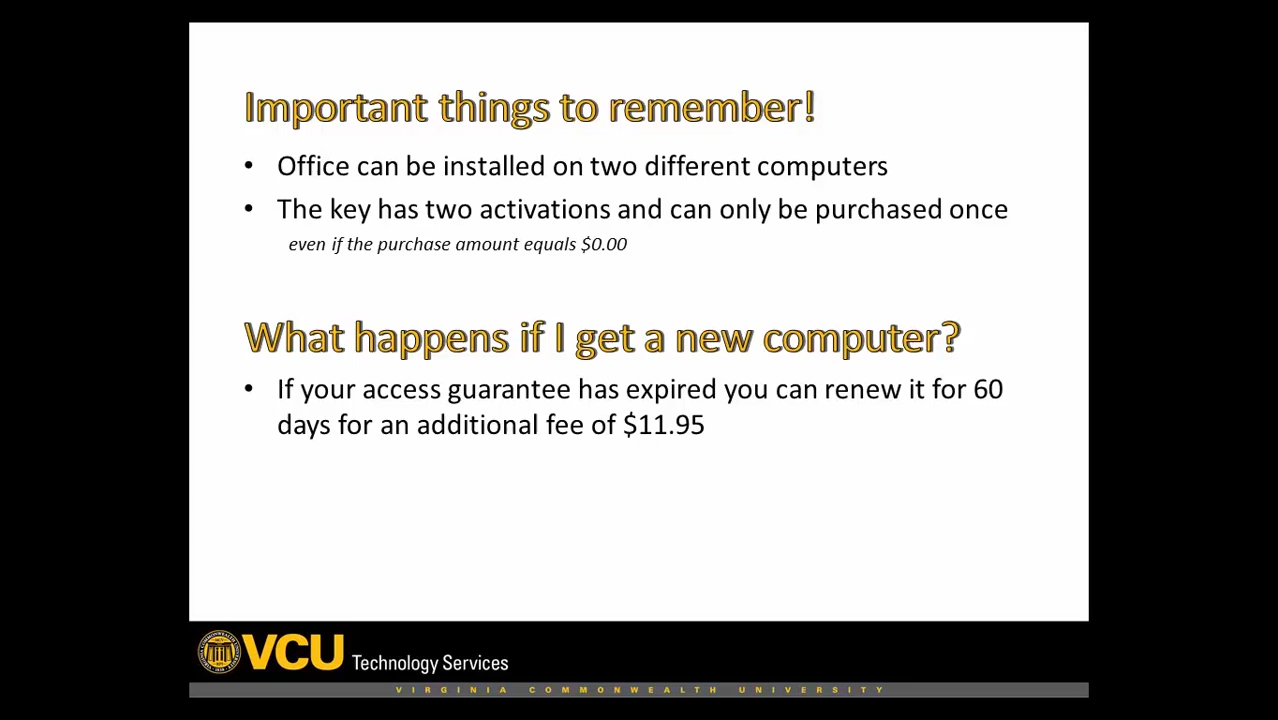 Important things to remember!
• Office can be installed on two different computers
• The key has two activations and can only be purchased once
even if the purchase amount equals $0.00
What happens if I get a new computer?
• If your access guarantee has expired you can renew it for 60
days for an additional fee of $11.95
VCU Technology Services
VIRGINIA COMMONWEALTH UNIVERSITY